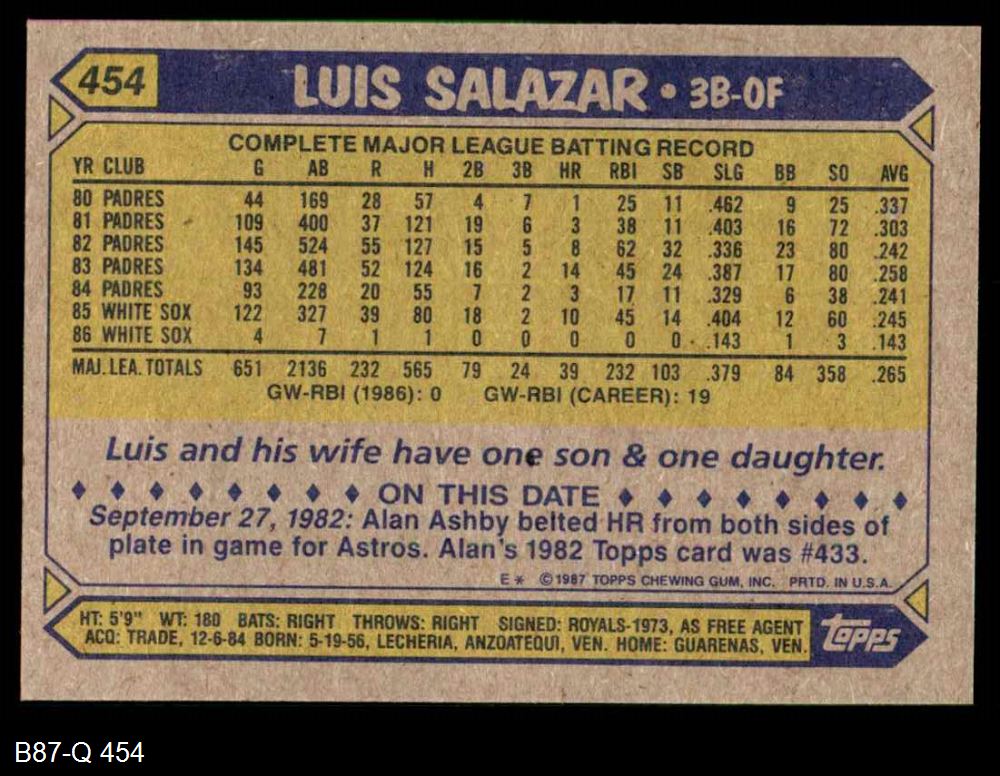 454 LUIS SALAZAR • 3B-OF
COMPLETE MAJOR LEAGUE BATTING RECORD
YR CLUB G AB R H 2B 3B HR RBI SB SLG BB SO AVG
80 PADRES 44 169 28 57 4 7 1 25 11 .462 9 25 .337
81 PADRES 109 400 37 121 19 6 3 38 11 .403 16 72 .303
82 PADRES 145 524 55 127 15 5 8 62 32 .336 23 80 .242
83 PADRES 134 481 52 124 16 2 14 45 24 .387 17 80 .258
84 PADRES 93 228 20 55 7 2 3 17 11 .329 6 38 .241
85 WHITE SOX 122 327 39 80 18 2 10 45 14 .404 12 60 .245
86 WHITE SOX 4 7 1 1 0 0 0 0 0 .143 1 3 .143
MAJ. LEA. TOTALS 651 2136 232 565 79 24 39 232 103 .379 84 358 .265
GW-RBI (1986): 0 GW-RBI (CAREER): 19
Luis and his wife have one son & one daughter.
ON THIS DATE
September 27, 1982: Alan Ashby belted HR from both sides of
plate in game for Astros. Alan's 1982 Topps card was #433.
E* ©1987 TOPPS CHEWING GUM, INC. PRTD. IN U.S.A.
HT: 5'9" WT: 180 BATS: RIGHT THROWS: RIGHT SIGNED: ROYALS-1973, AS FREE AGENT
ACQ: TRADE, 12-6-84 BORN: 5-19-56, LECHERIA, ANZOATEQUI, VEN. HOME: GUARENAS, VEN.
topps
B87-Q 454